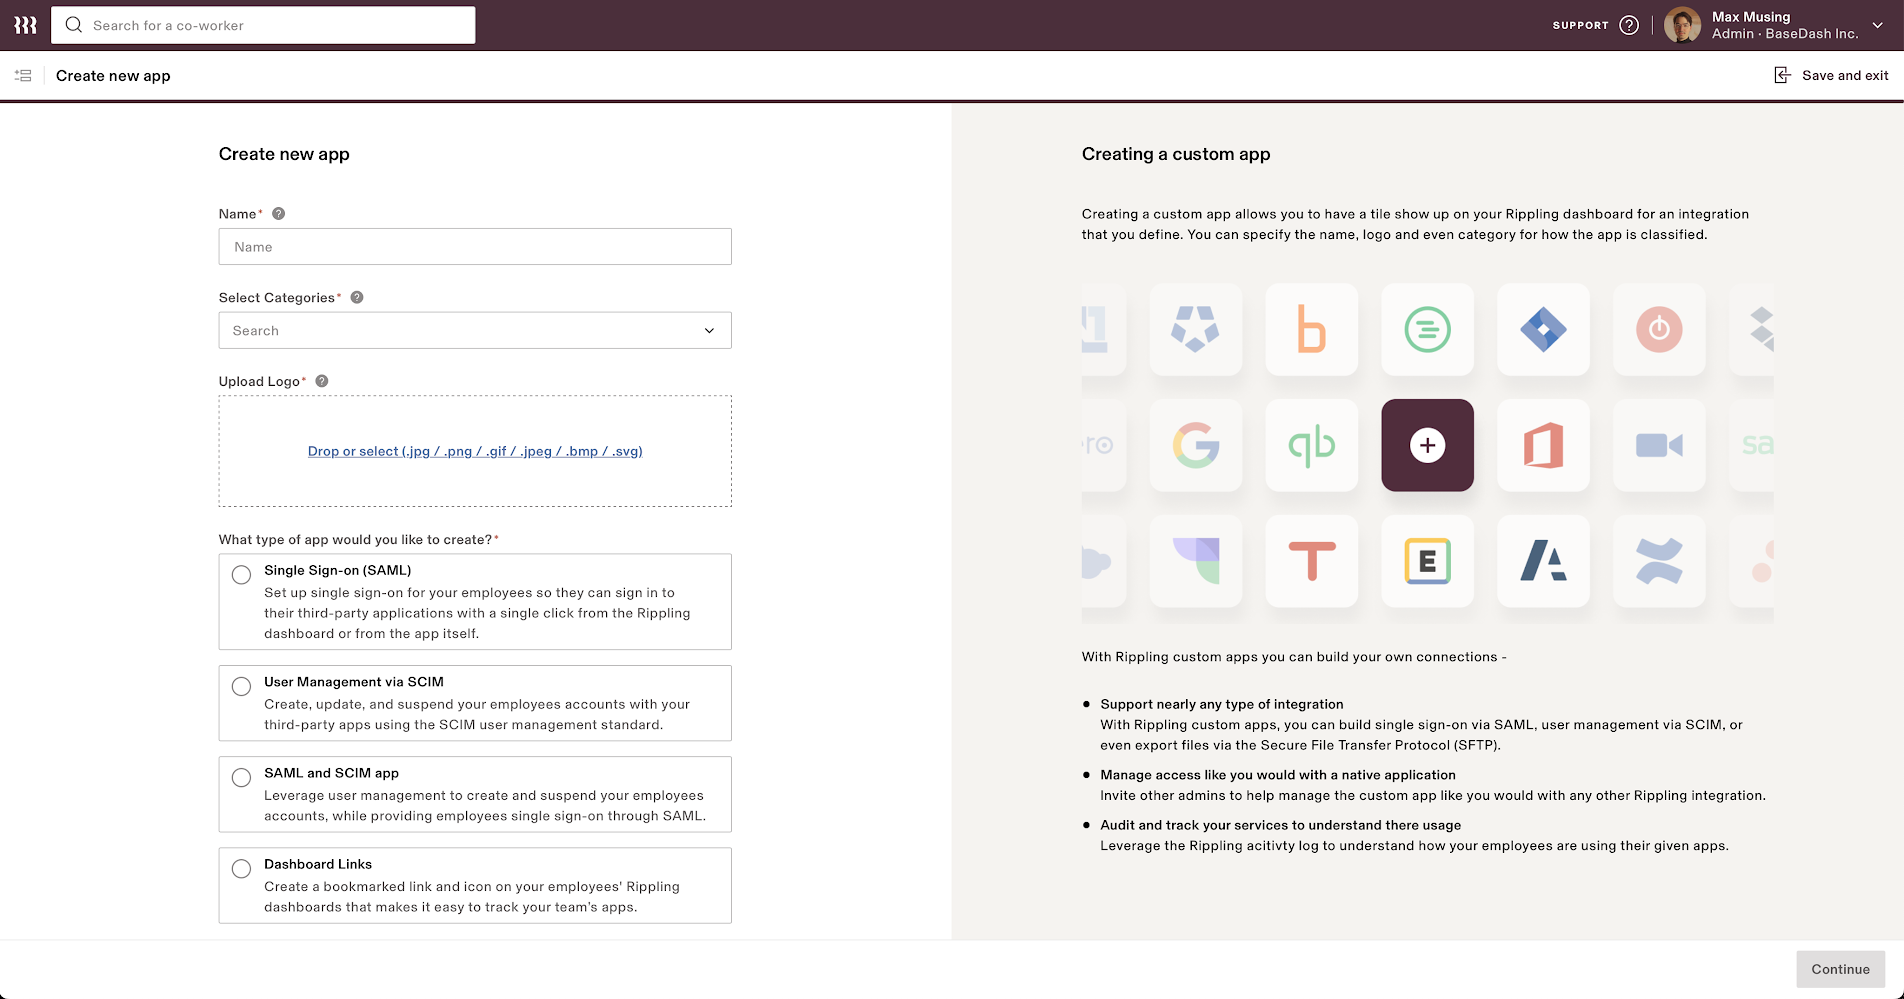 Search for a co-worker
SUPPORT
Max Musing
Admin · BaseDash Inc.
Create new app
Save and exit
Create new app
Name*
Name
Select Categories*
Search
Upload Logo*
Drop or select (.jpg / .png / .gif / .jpeg / .bmp / .svg)
What type of app would you like to create?*
Single Sign-on (SAML)
Set up single sign-on for your employees so they can sign in to
their third-party applications with a single click from the Rippling
dashboard or from the app itself.
User Management via SCIM
Create, update, and suspend your employees accounts with your
third-party apps using the SCIM user management standard.
SAML and SCIM app
Leverage user management to create and suspend your employees
accounts, while providing employees single sign-on through SAML.
Dashboard Links
Create a bookmarked link and icon on your employees' Rippling
dashboards that makes it easy to track your team's apps.
Creating a custom app
Creating a custom app allows you to have a tile show up on your Rippling dashboard for an integration
that you define. You can specify the name, logo and even category for how the app is classified.
1
b
ro
G
qb
sa
T
E
A
With Rippling custom apps you can build your own connections -
Support nearly any type of integration
With Rippling custom apps, you can build single sign-on via SAML, user management via SCIM, or
even export files via the Secure File Transfer Protocol (SFTP).
Manage access like you would with a native application
Invite other admins to help manage the custom app like you would with any other Rippling integration.
Audit and track your services to understand there usage
Leverage the Rippling acitivty log to understand how your employees are using their given apps.
Continue